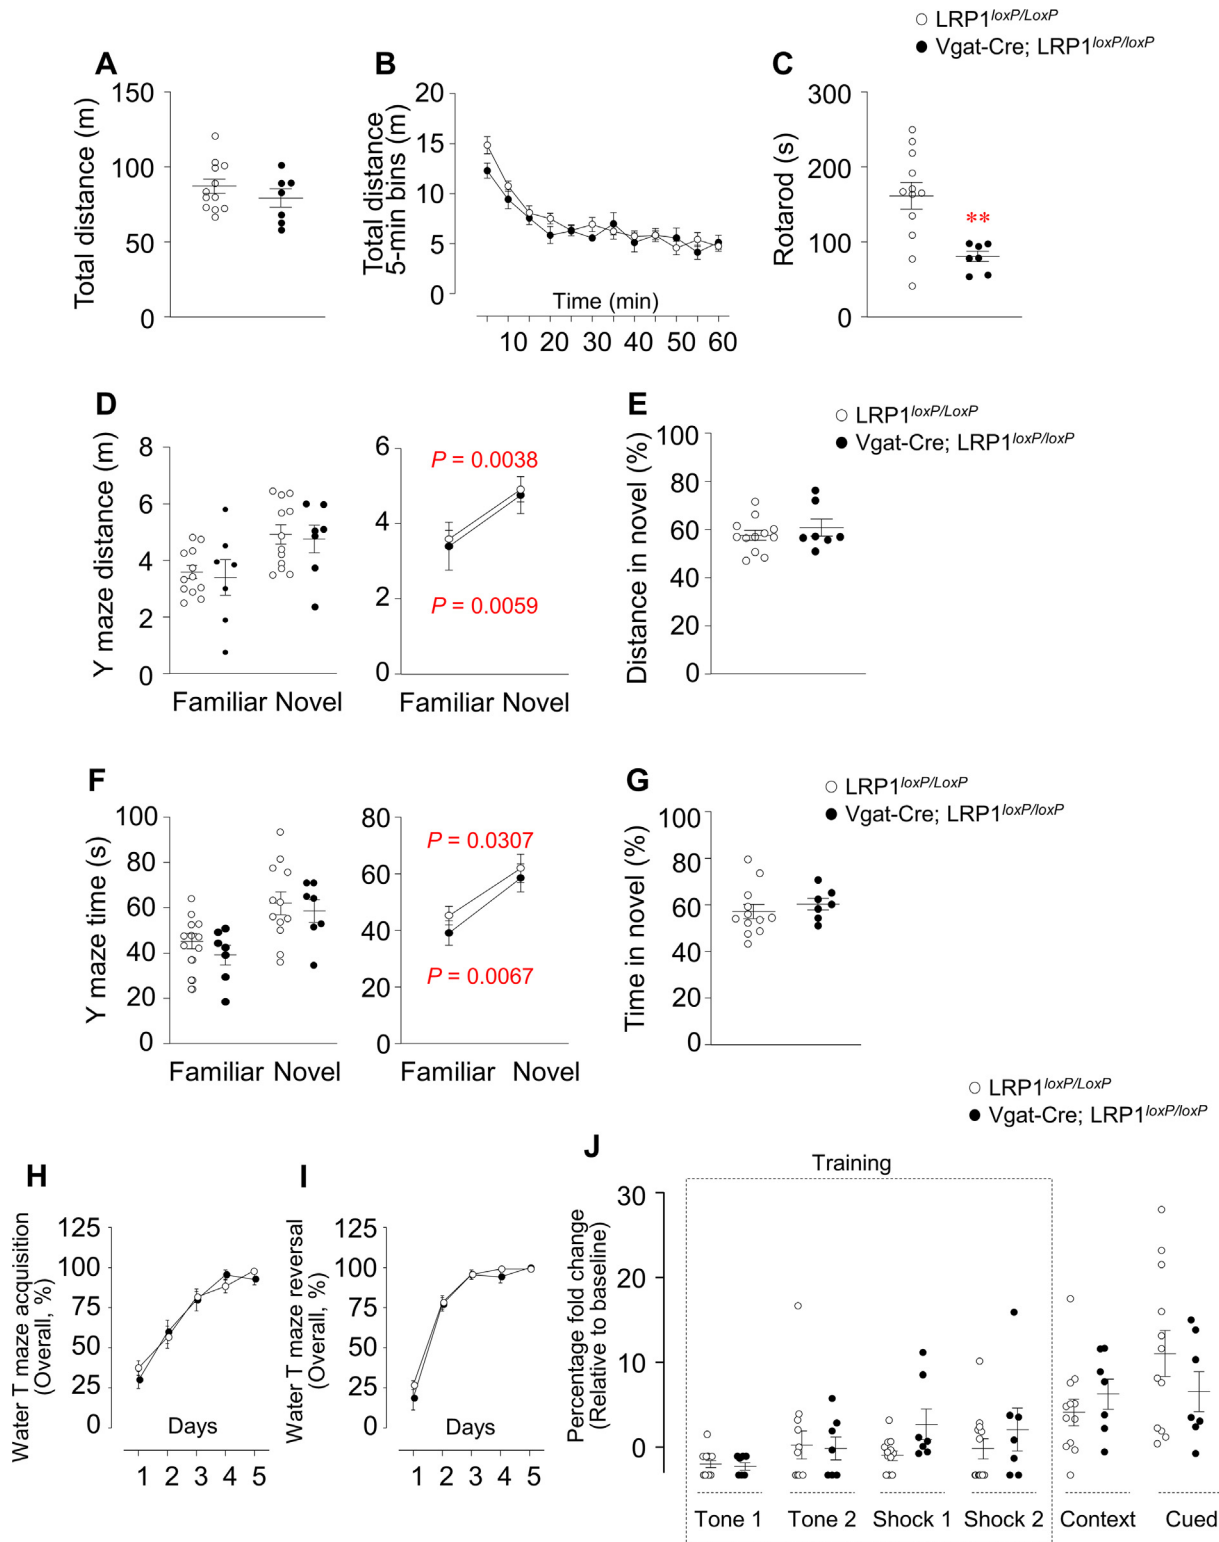 LRP1loxP/LoxP
Vgat-Cre; LRP1loxP/loxP
A
Total distance (m)
150
100
50
0
B
Total distance
5-min bins (m)
20
15
10
5
0
Time (min)
10 20 30 40 50 60
C
Rotarod (s)
300
200
100
0
**
D
Y maze distance (m)
8
6
4
2
0
Familiar Novel
6
4
2
0
P = 0.0038
P = 0.0059
Familiar Novel
E
LRP1loxP/LoxP
Vgat-Cre; LRP1loxP/loxP
Distance in novel (%)
100
80
60
40
20
0
F
Y maze time (s)
100
80
60
40
20
0
Familiar Novel
80
60
40
20
0
P = 0.0307
P = 0.0067
Familiar Novel
G
LRP1loxP/LoxP
Vgat-Cre; LRP1loxP/loxP
Time in novel (%)
100
80
60
40
20
0
LRP1loxP/LoxP
Vgat-Cre; LRP1loxP/loxP
H
Water T maze acquisition
(Overall, %)
125
100
75
50
25
0
Days
1 2 3 4 5
I
Water T maze reversal
(Overall, %)
125
100
75
50
25
0
Days
1 2 3 4 5
J
Training
Percentage fold change
(Relative to baseline)
30
20
10
0
Tone 1 Tone 2 Shock 1 Shock 2 Context Cued